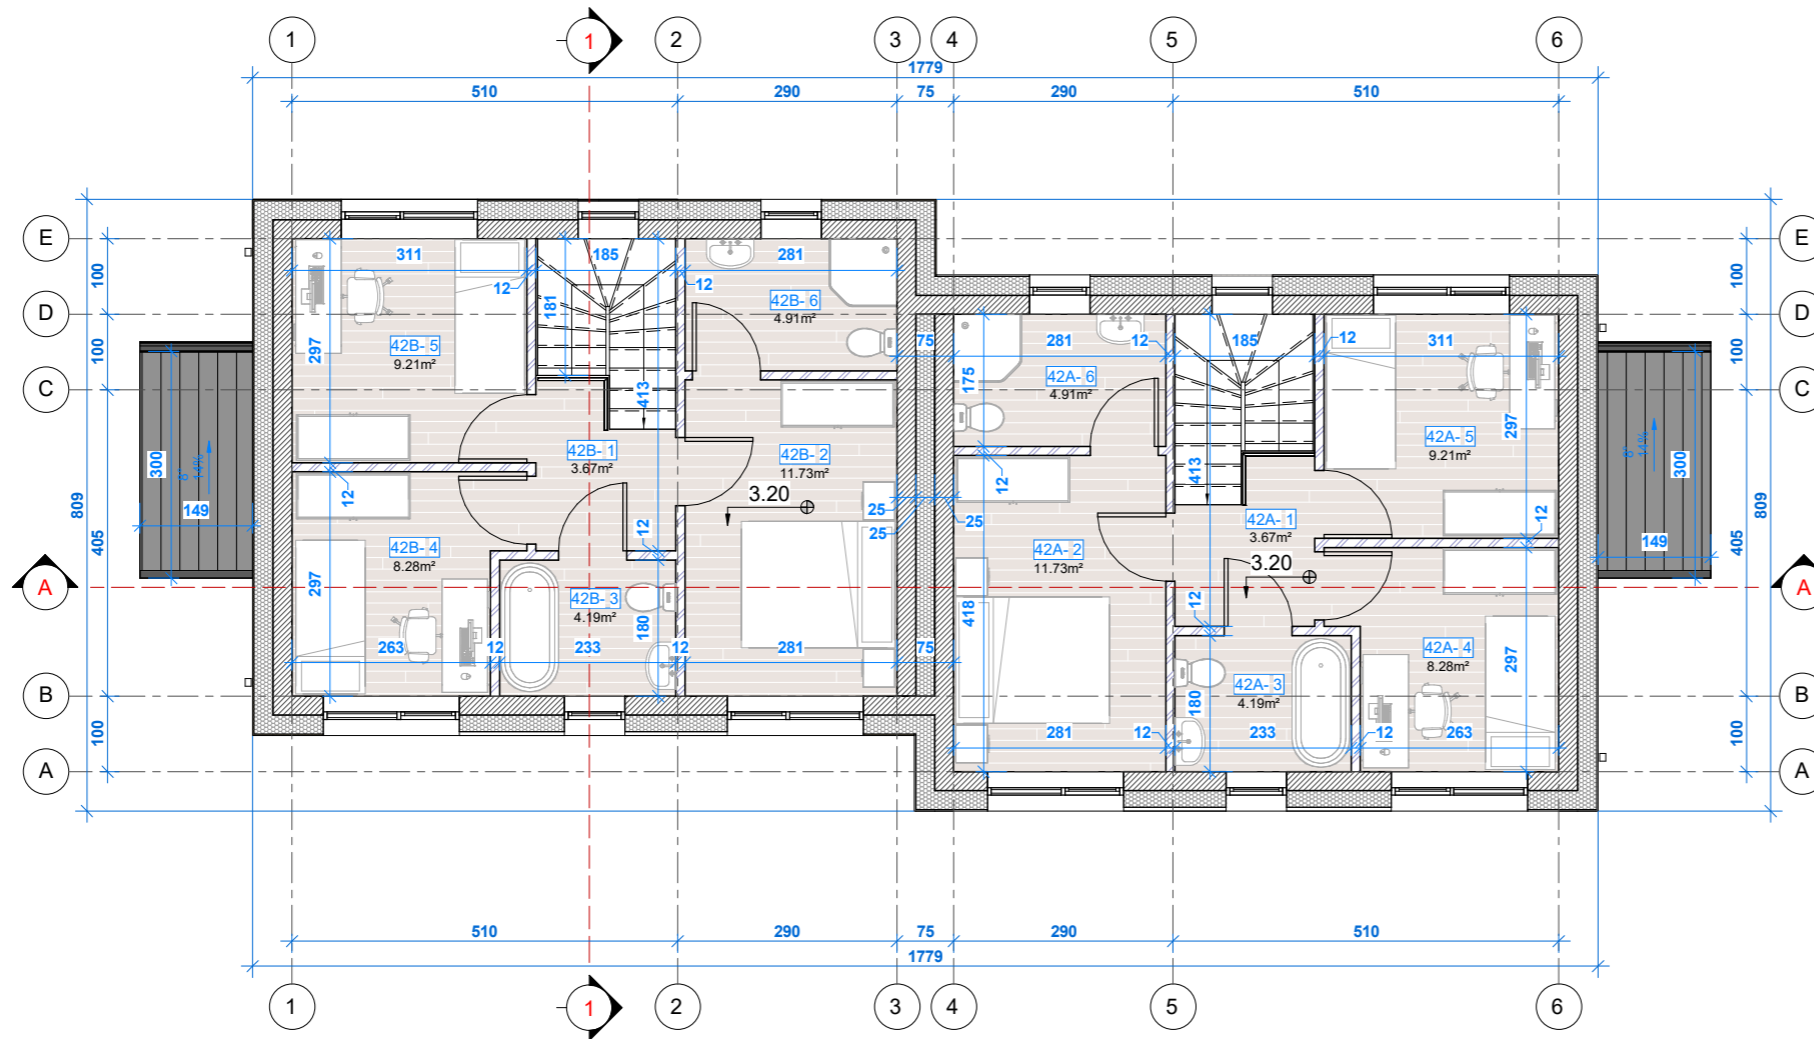 1 1 2 3 4 5 6
1779
510 290 75 290 510
E E
100 311 185 281 100
12 12
181
42B- 6
4.91m²
D D
297
42B- 5
9.21m²
75 281 12 185 12 311
100 175 42A- 6 100
4.91m²
C C
413
42B- 1
3.67m²
42B- 2
11.73m²
42A- 5
9.21m²
297
300 8° 14% 12 413 8° 14% 300
149 3.20 12
809 25 25 25 809
12 12
42A- 1
3.67m²
405 42B- 4 405
8.28m²
42A- 2
11.73m²
149
3.20
A A
297
42B- 3
4.19m²
180 418 12
263 12 233 12 281 75
42A- 4
8.28m²
297
42A- 3
4.19m²
180
B B
100 281 12 233 12 263 100
A A
510 290 75 290 510
1779
1 1 2 3 4 5 6